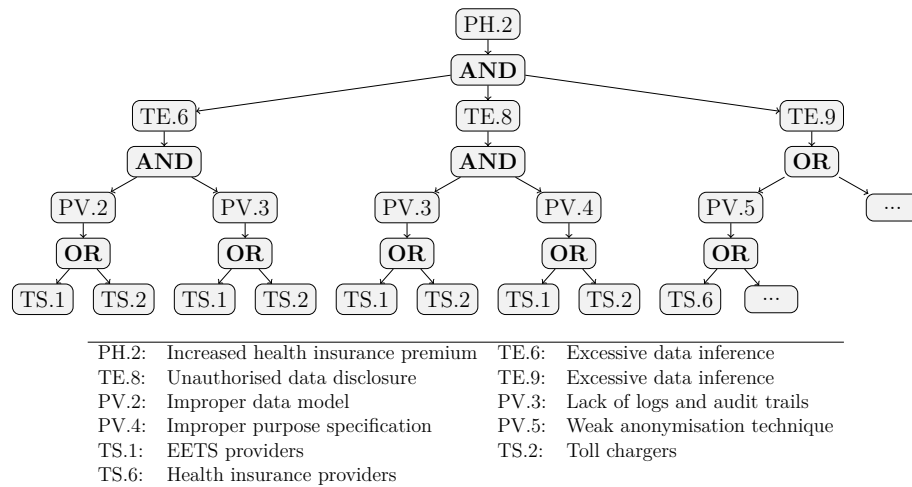 PH.2
AND
TE.6 TE.8 TE.9
AND AND OR
PV.2 PV.3 PV.3 PV.4 PV.5 ...
OR OR OR OR OR
TS.1 TS.2 TS.1 TS.2 TS.1 TS.2 TS.1 TS.2 TS.6 ...
PH.2: Increased health insurance premium TE.6: Excessive data inference
TE.8: Unauthorised data disclosure TE.9: Excessive data inference
PV.2: Improper data model PV.3: Lack of logs and audit trails
PV.4: Improper purpose specification PV.5: Weak anonymisation technique
TS.1: EETS providers TS.2: Toll chargers
TS.6: Health insurance providers